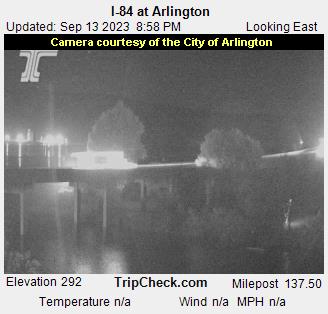 I-84 at Arlington
Updated: Sep 13 2023 8:58 PM Looking East
Camera courtesy of the City of Arlington
Elevation 292 TripCheck.com Milepost 137.50
Temperature n/a Wind n/a MPH n/a